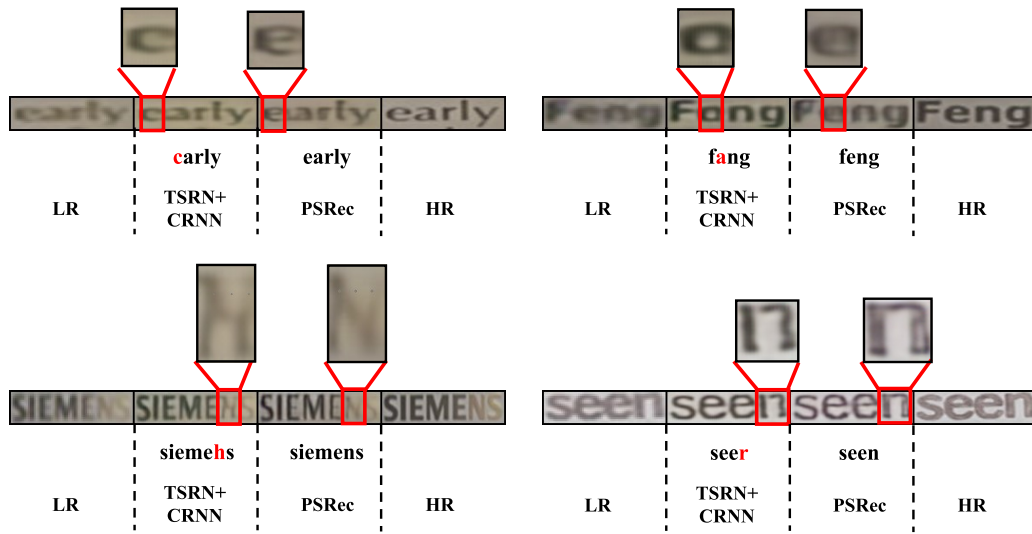 early early early early
carly early
LR TSRN+ CRNN PSRec HR
Feng Fang Feng Feng
fang feng
LR TSRN+ CRNN PSRec HR
SIEMENS SIEMEHS SIEMENS SIEMENS
siemehs siemens
LR TSRN+ CRNN PSRec HR
seen seen seen seen
seer seen
LR TSRN+ CRNN PSRec HR